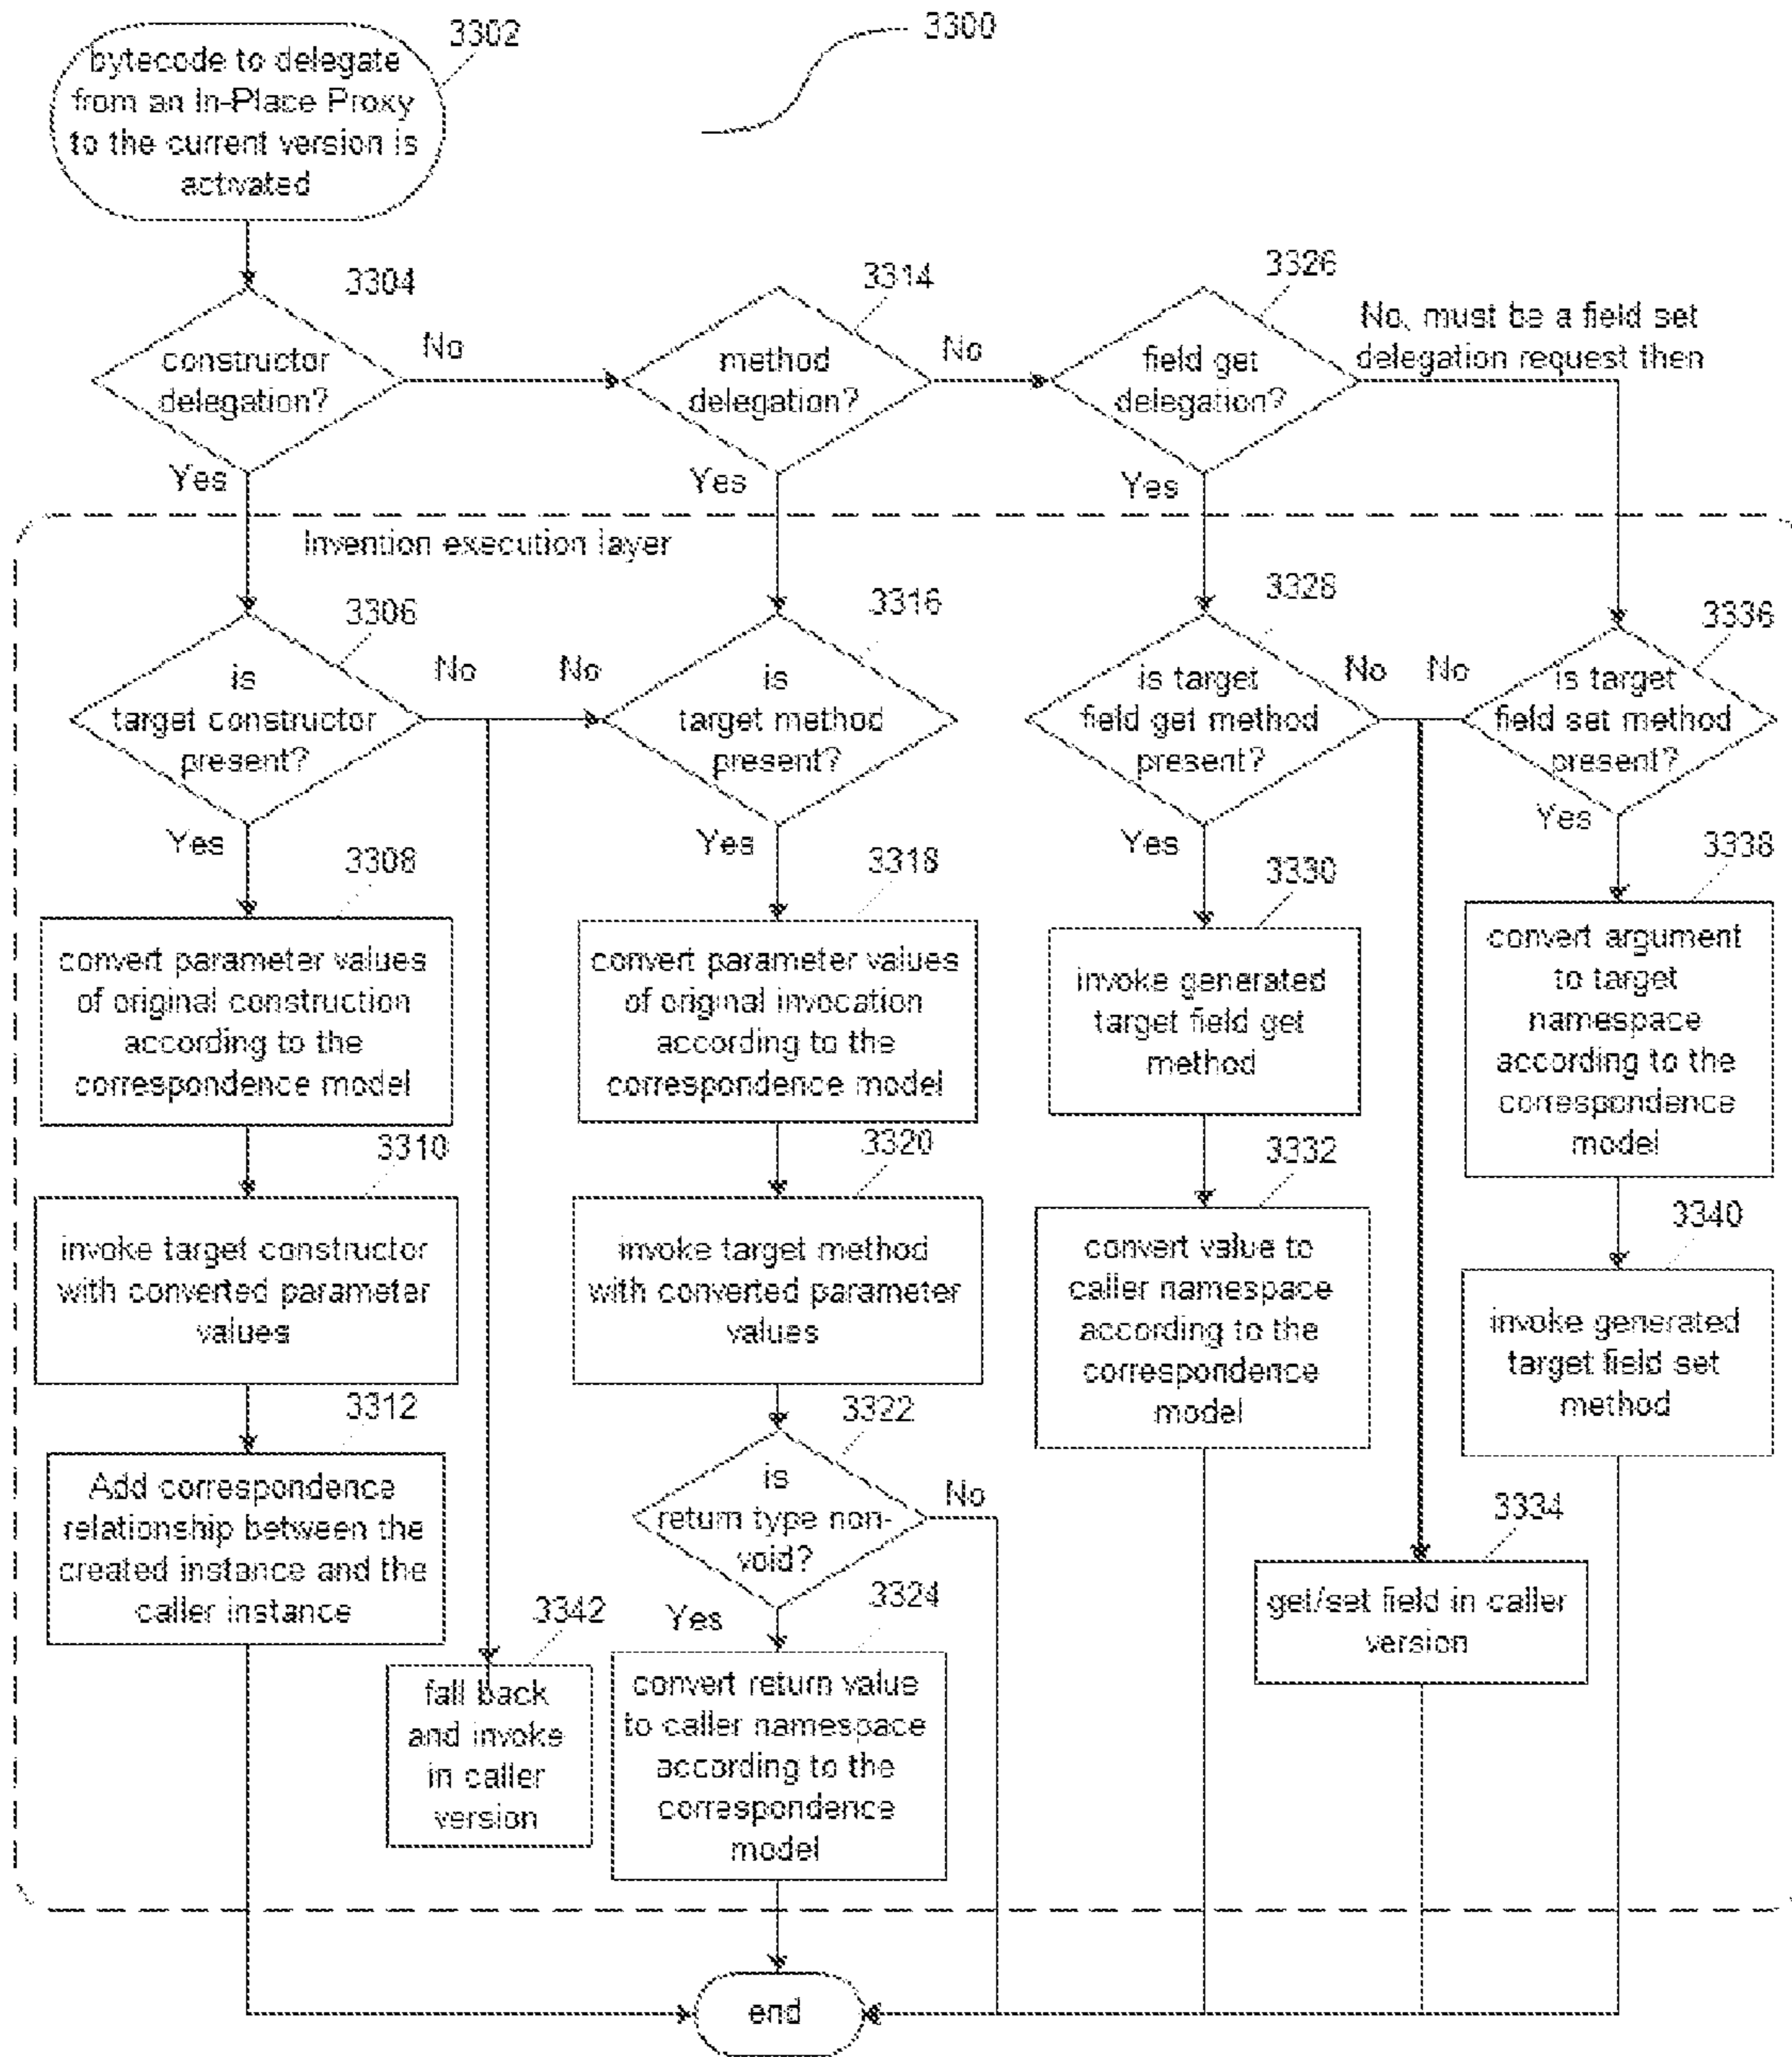 3302
3300
bytecode to delegate
from an In-Place Proxy
to the current version is
activated
3304
3314
3326
No
No
No, must be a field set
delegation request then
constructor
delegation?
method
delegation?
field get
delegation?
Yes
Yes
Yes
Invention execution layer
3306
3316
3328
3336
No
No
No
No
is
target constructor
present?
is
target method
present?
is target
field get method
present?
is target
field set method
present?
Yes
Yes
Yes
Yes
3308
3318
3330
3338
convert parameter values
of original construction
according to the
correspondence model
convert parameter values
of original invocation
according to the
correspondence model
invoke generated
target field get
method
convert argument
to target
namespace
according to the
correspondence
model
3310
3320
3332
3340
invoke target constructor
with converted parameter
values
invoke target method
with converted parameter
values
convert value to
caller namespace
according to the
correspondence
model
invoke generated
target field set
method
3312
3322
3334
Add correspondence
relationship between the
created instance and the
caller instance
is
return type non-
void?
No
Yes
get/set field in caller
version
3342
3324
fall back
and invoke
in caller
version
convert return value
to caller namespace
according to the
correspondence
model
end